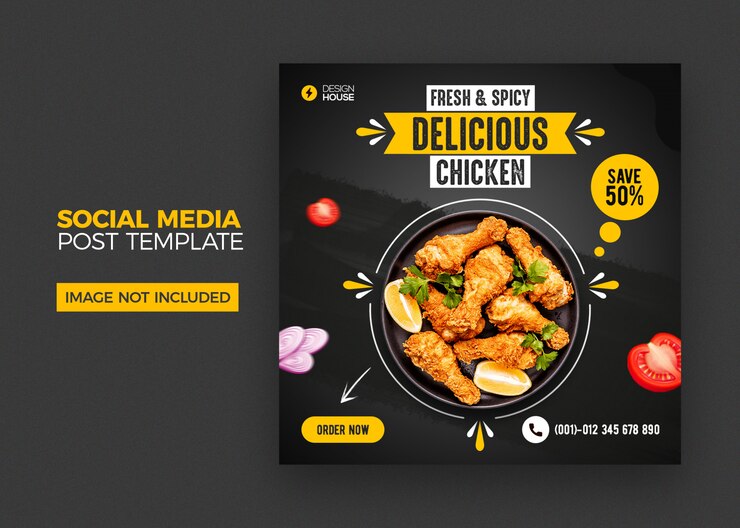 SOCIAL MEDIA
POST TEMPLATE
IMAGE NOT INCLUDED
DESIGN
HOUSE
FRESH & SPICY
DELICIOUS
CHICKEN
SAVE
50%
ORDER NOW
(001)-012 345 678 890